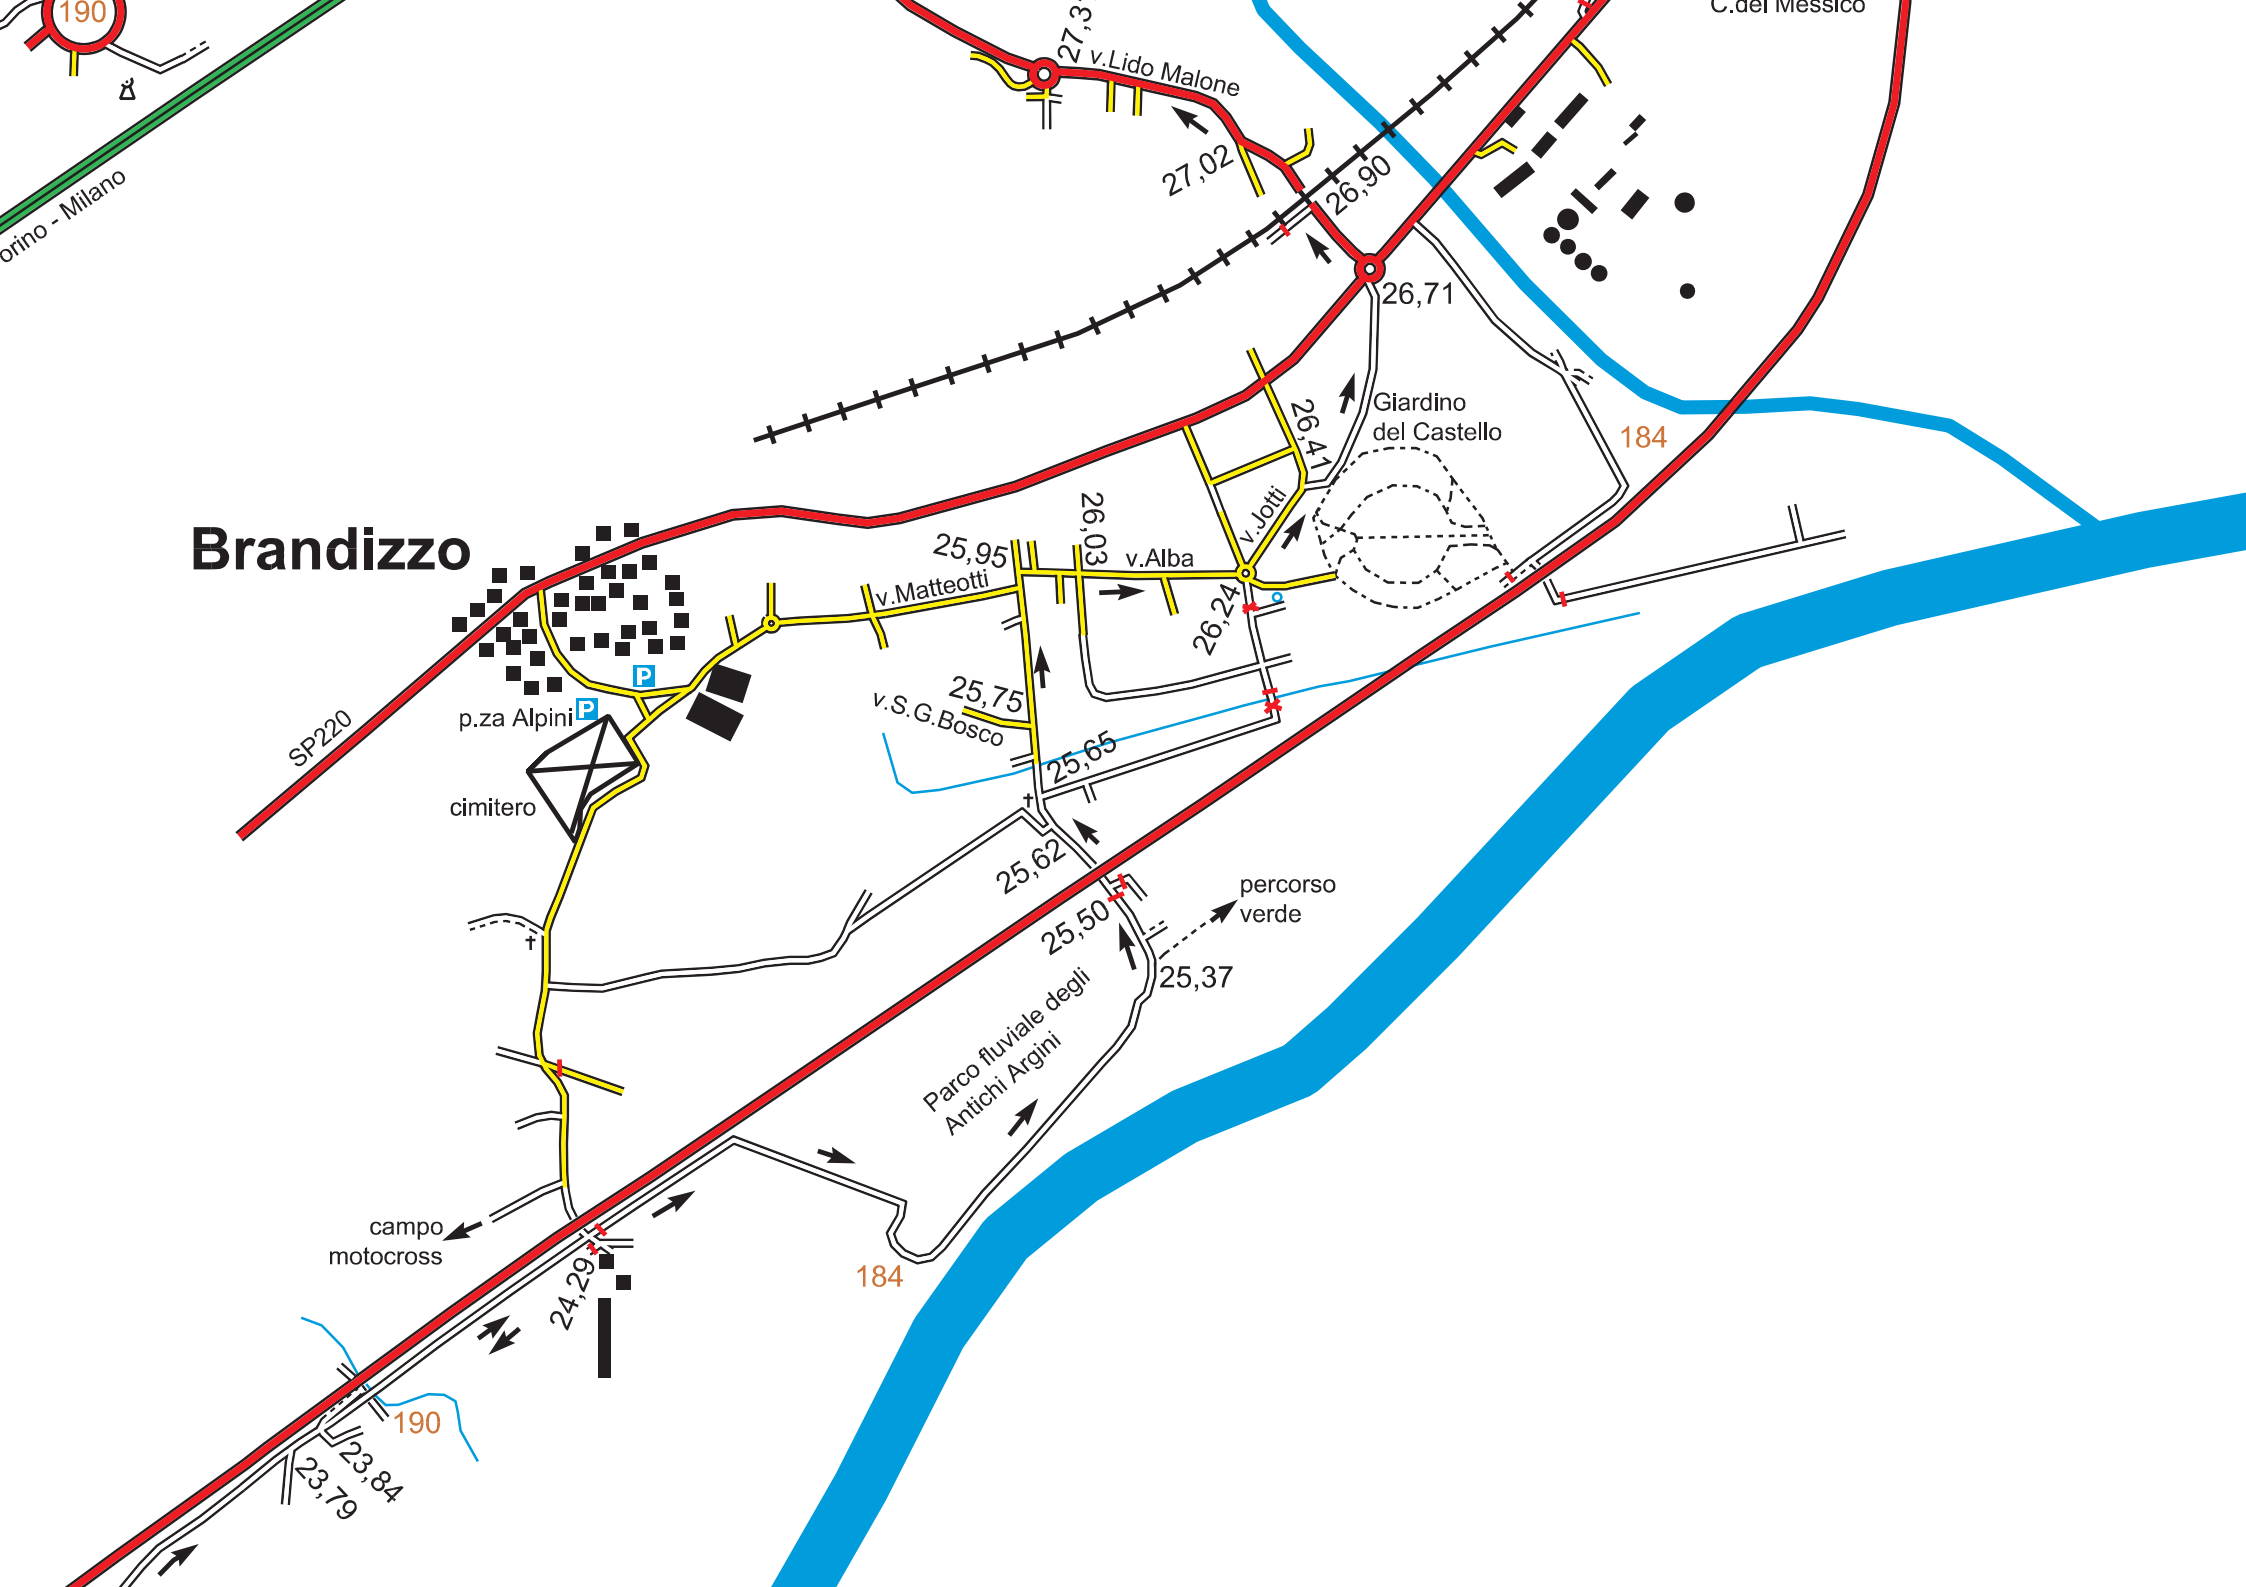 190
C.del Messico
27,3
v.Lido Malone
orino - Milano
27,02
26,90
26,71
Giardino
del Castello
26,41
184
Brandizzo
25,95
26,03
v.Alba
v.Jotti
v.Matteotti
26,24
25,75
v.S.G.Bosco
P
P
p.za Alpini
SP220
25,65
cimitero
25,62
percorso
verde
25,50
25,37
Parco fluviale degli
Antichi Argini
campo
motocross
24,29
184
190
23,84
23,79